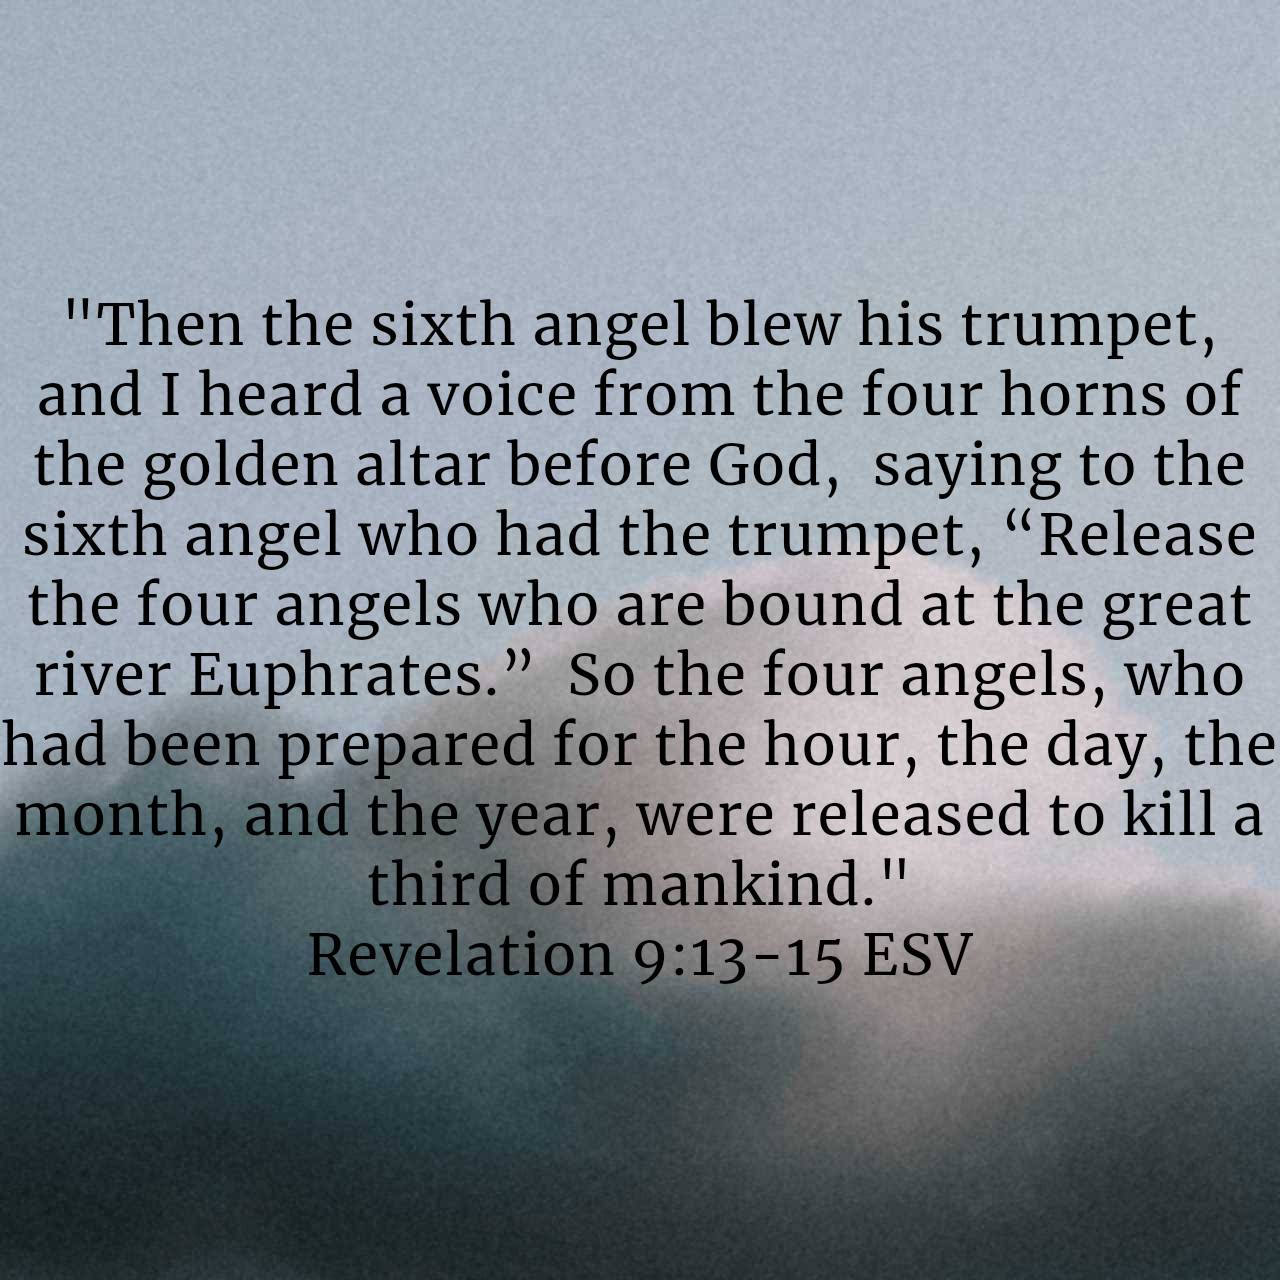 "Then the sixth angel blew his trumpet,
and I heard a voice from the four horns of
the golden altar before God,  saying to the
sixth angel who had the trumpet, “Release
the four angels who are bound at the great
river Euphrates.”  So the four angels, who
had been prepared for the hour, the day, the
month, and the year, were released to kill a
third of mankind."
Revelation 9:13-15 ESV